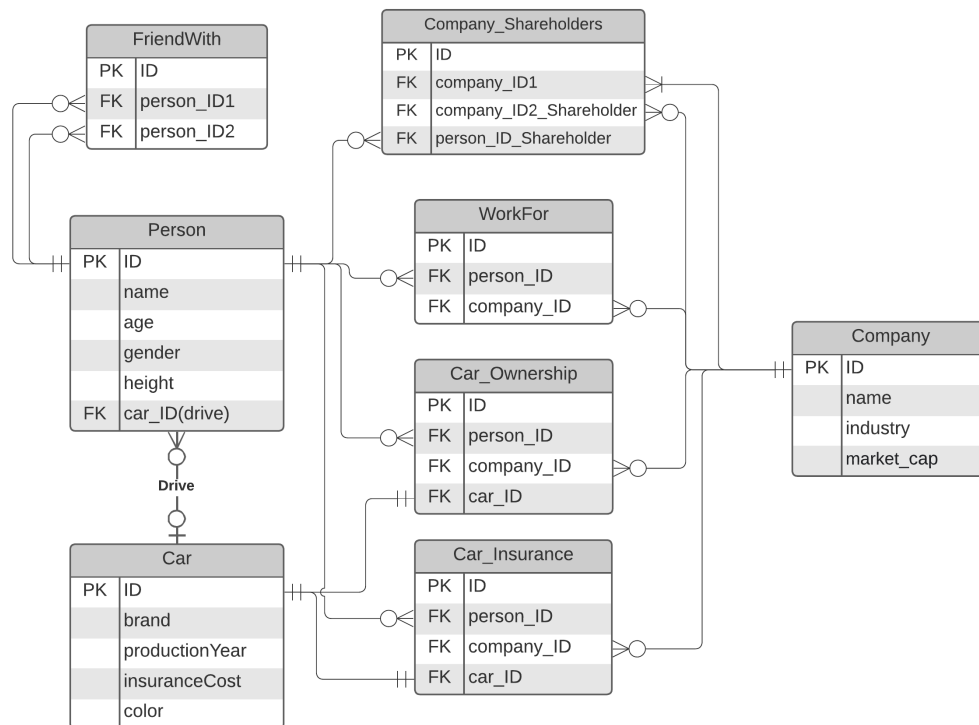 FriendWith
PK ID
FK person_ID1
FK person_ID2
Company_Shareholders
PK ID
FK company_ID1
FK company_ID2_Shareholder
FK person_ID_Shareholder
Person
PK ID
name
age
gender
height
FK car_ID(drive)
WorkFor
PK ID
FK person_ID
FK company_ID
Company
PK ID
name
industry
market_cap
Car_Ownership
PK ID
FK person_ID
FK company_ID
FK car_ID
Drive
Car
PK ID
brand
productionYear
insuranceCost
color
Car_Insurance
PK ID
FK person_ID
FK company_ID
FK car_ID